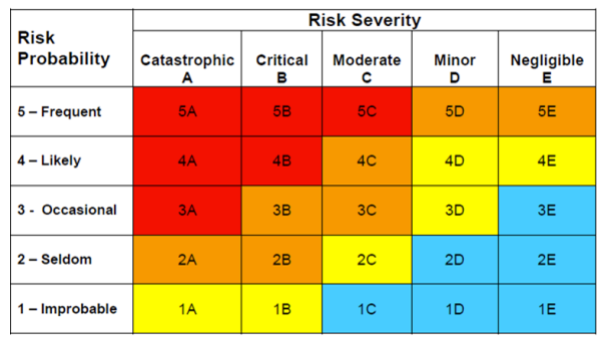 Risk Probability
Risk Severity
Catastrophic A
Critical B
Moderate C
Minor D
Negligible E
5 – Frequent 5A 5B 5C 5D 5E
4 – Likely 4A 4B 4C 4D 4E
3 - Occasional 3A 3B 3C 3D 3E
2 – Seldom 2A 2B 2C 2D 2E
1 – Improbable 1A 1B 1C 1D 1E